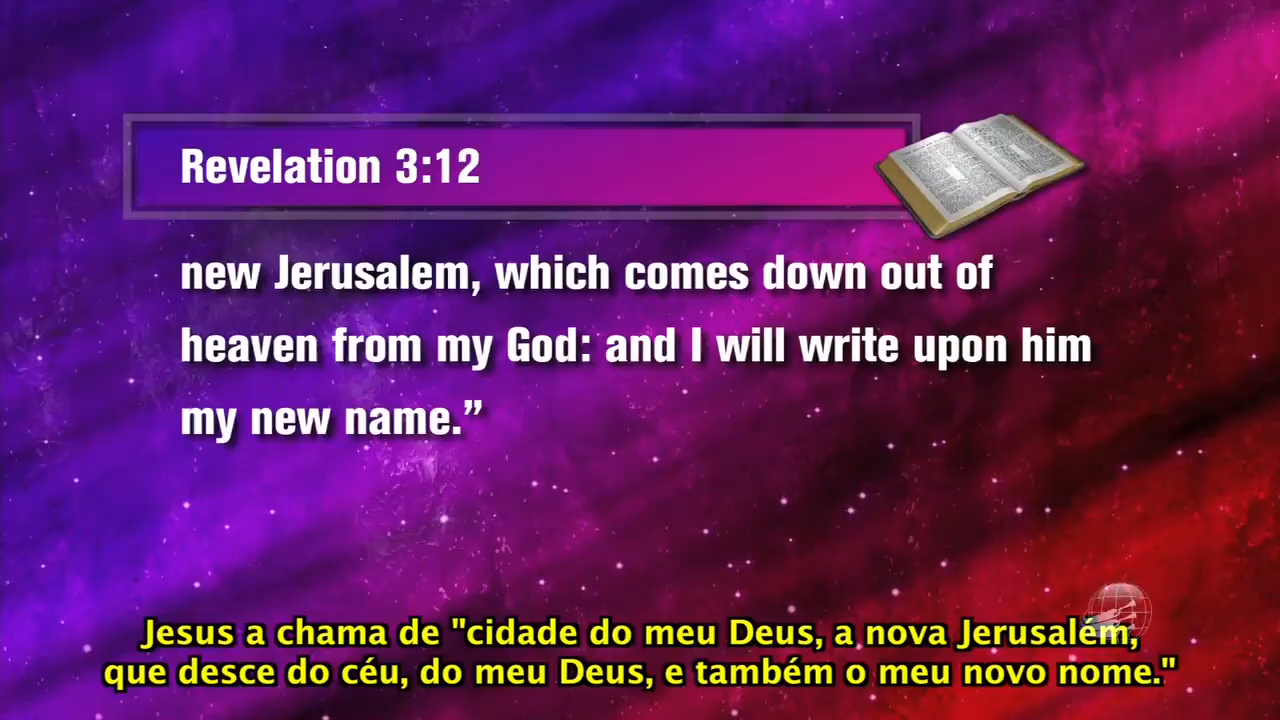 Revelation 3:12
new Jerusalem, which comes down out of
heaven from my God: and I will write upon him
my new name.”
Jesus a chama de "cidade do meu Deus, a nova Jerusalém,
que desce do céu, do meu Deus, e também o meu novo nome."